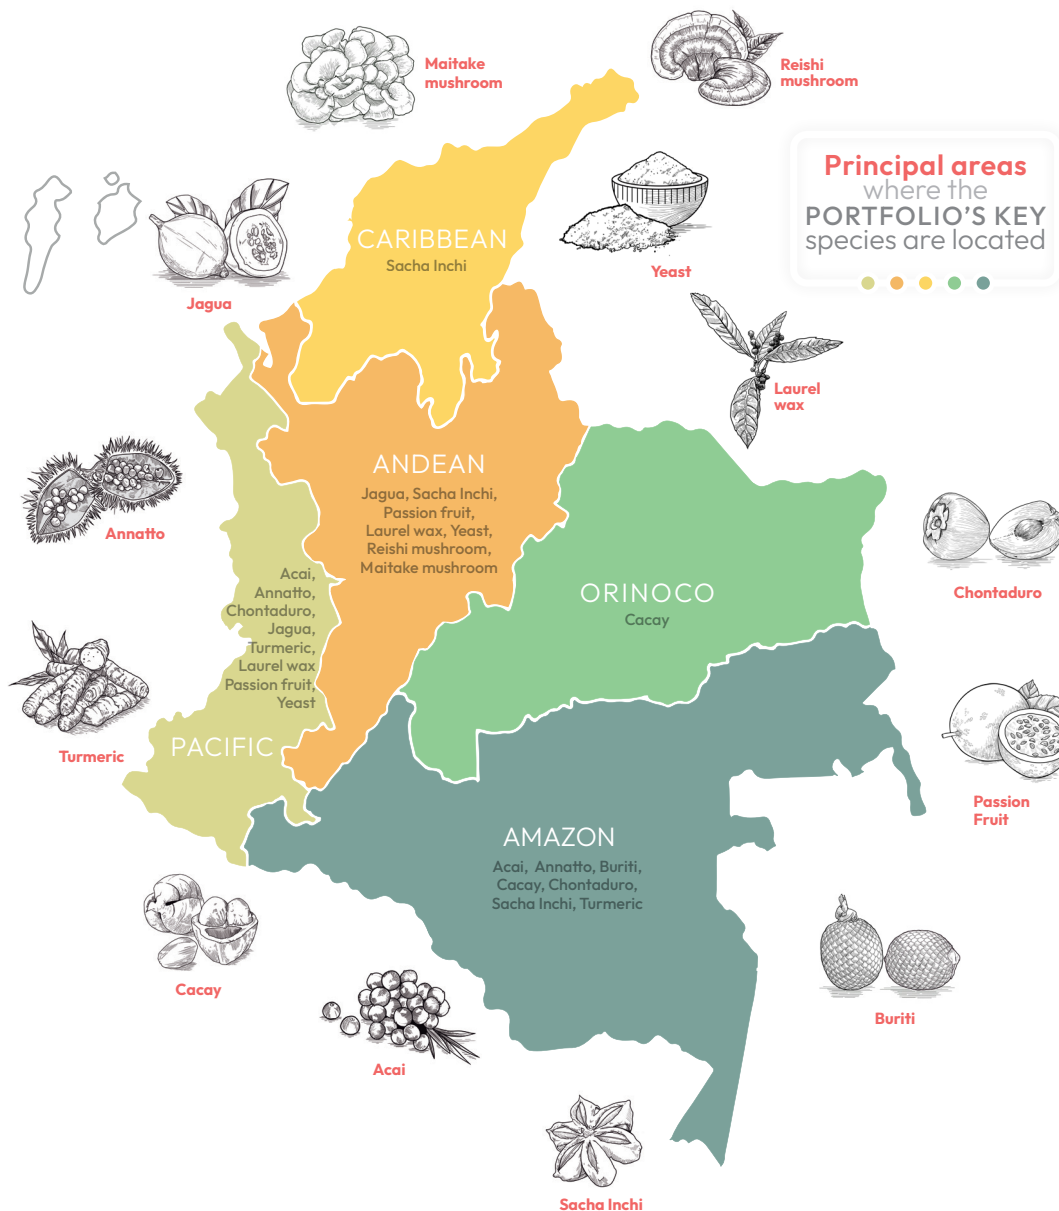 Maitake
mushroom
Reishi
mushroom
Principal areas
where the
PORTFOLIO'S KEY
species are located
CARIBBEAN
Sacha Inchi
Yeast
Jagua
Laurel
wax
ANDEAN
Jagua, Sacha Inchi,
Passion fruit,
Laurel wax, Yeast,
Reishi mushroom,
Maitake mushroom
Annatto
Acai,
Annatto,
Chontaduro,
Jagua,
Turmeric,
Laurel wax
Passion fruit,
Yeast
PACIFIC
ORINOCO
Cacay
Chontaduro
Turmeric
Passion
Fruit
AMAZON
Acai, Annatto, Buriti,
Cacay, Chontaduro,
Sacha Inchi, Turmeric
Cacay
Buriti
Acai
Sacha Inchi